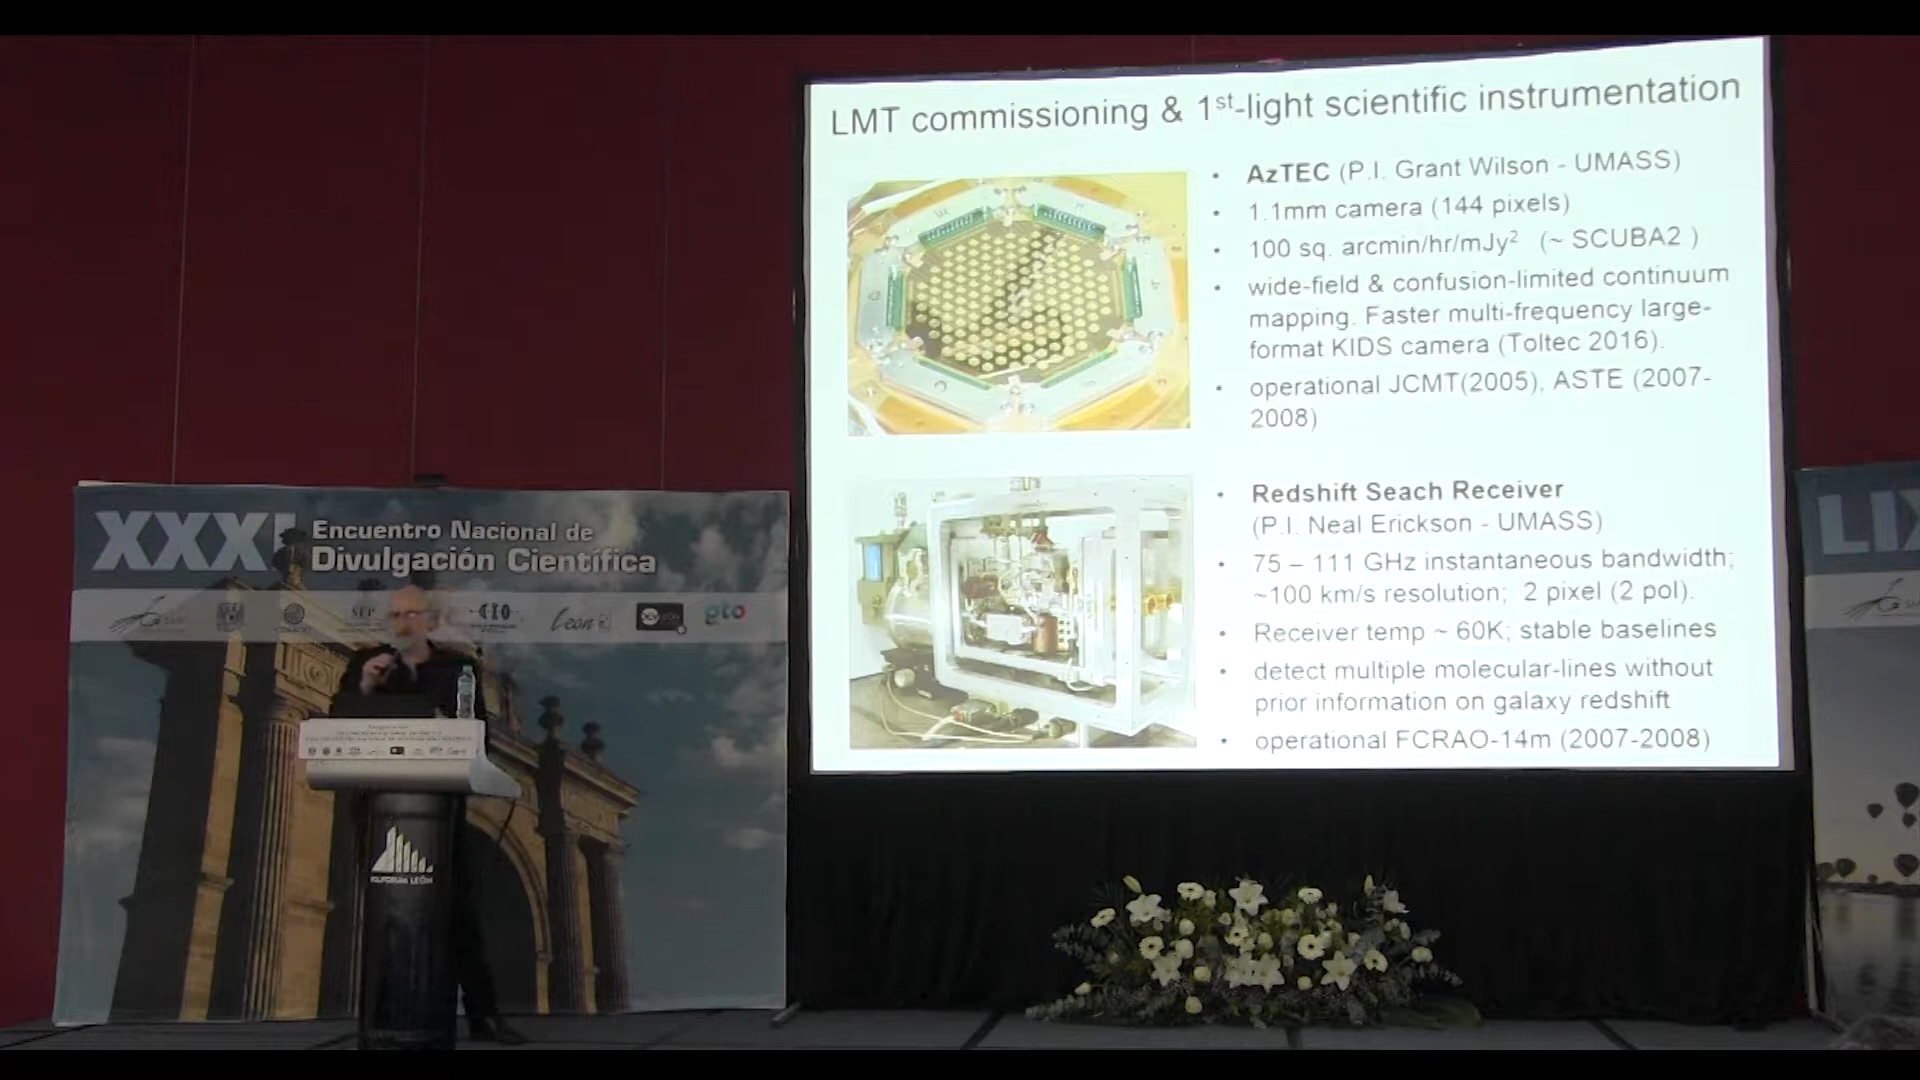 LMT commissioning & 1st-light scientific instrumentation
• AzTEC (P.I. Grant Wilson - UMASS)
• 1.1mm camera (144 pixels)
• 100 sq. arcmin/hr/mJy² (~ SCUBA2 )
• wide-field & confusion-limited continuum
mapping. Faster multi-frequency large-
format KIDS camera (Toltec 2016).
• operational JCMT(2005), ASTE (2007-
2008)
• Redshift Seach Receiver
(P.I. Neal Erickson - UMASS)
• 75 – 111 GHz instantaneous bandwidth;
~100 km/s resolution; 2 pixel (2 pol).
• Receiver temp ~ 60K; stable baselines
• detect multiple molecular-lines without
prior information on galaxy redshift
• operational FCRAO-14m (2007-2008)
XXXI
Encuentro Nacional de
Divulgación Científica
SEP
CIO
León
gto
POLIFORUM LEÓN
LIX